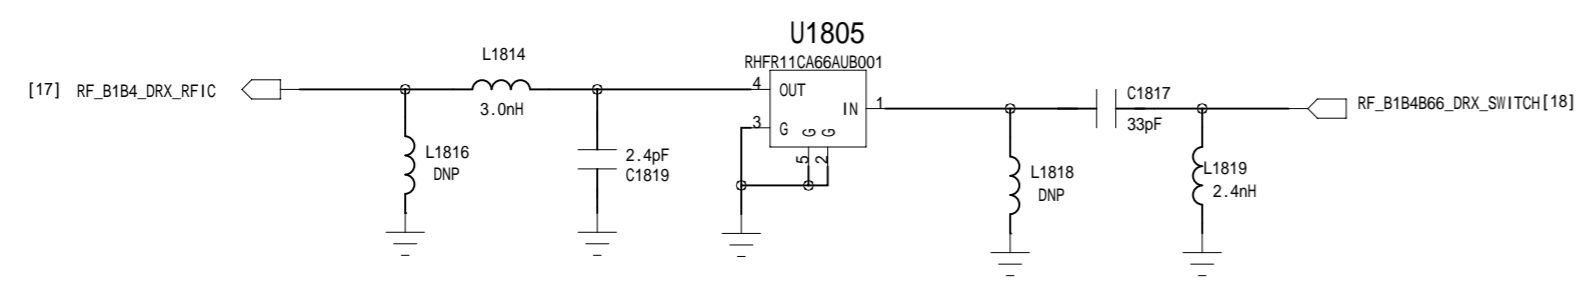 U1805
RHFR11CA66AUB001
L1814
3.0nH
[17] RF_B1B4_DRX_RFIC
4 OUT
IN 1
3 G
G G
5 2
C1817
33pF
RF_B1B4B66_DRX_SWITCH[18]
L1816
DNP
2.4pF
C1819
L1818
DNP
L1819
2.4nH